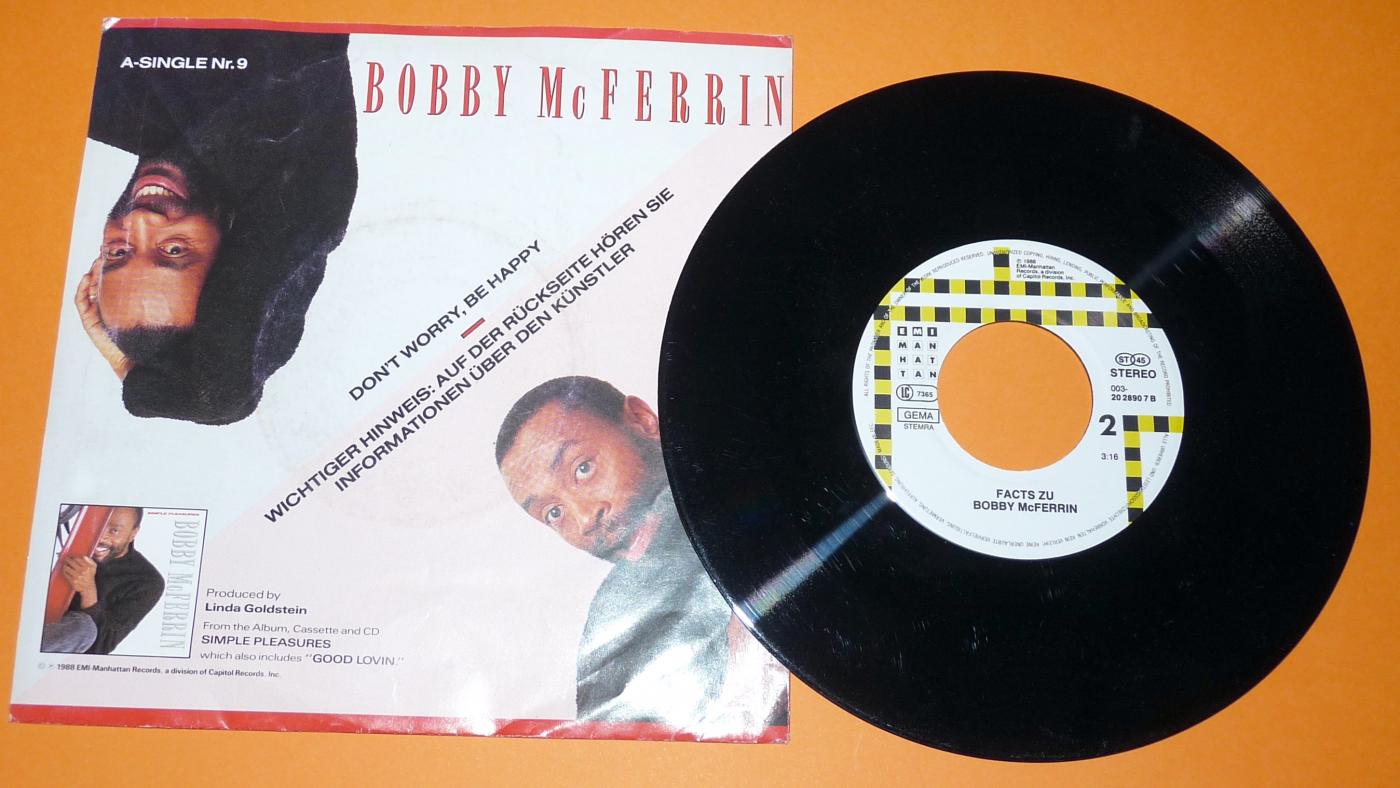 A-SINGLE Nr. 9
BOBBY McFERRIN
DON'T WORRY, BE HAPPY
WICHTIGER HINWEIS: AUF DER RÜCKSEITE HÖREN SIE
INFORMATIONEN ÜBER DEN KÜNSTLER
SIMPLE PLEASURES
BOBBY McFERRIN
Produced by
Linda Goldstein
From the Album, Cassette and CD
SIMPLE PLEASURES
which also includes "GOOD LOVIN."
© ℗ 1988 EMI-Manhattan Records, a division of Capitol Records, Inc.
℗ 1988
EMI-Manhattan
Records, a division
of Capitol Records, Inc.
EMI
MAN
HAT
TAN
LC 7365
GEMA
STEMRA
ST 45
STEREO
003-
20 2890 7 B
2
3:16
FACTS ZU
BOBBY McFERRIN